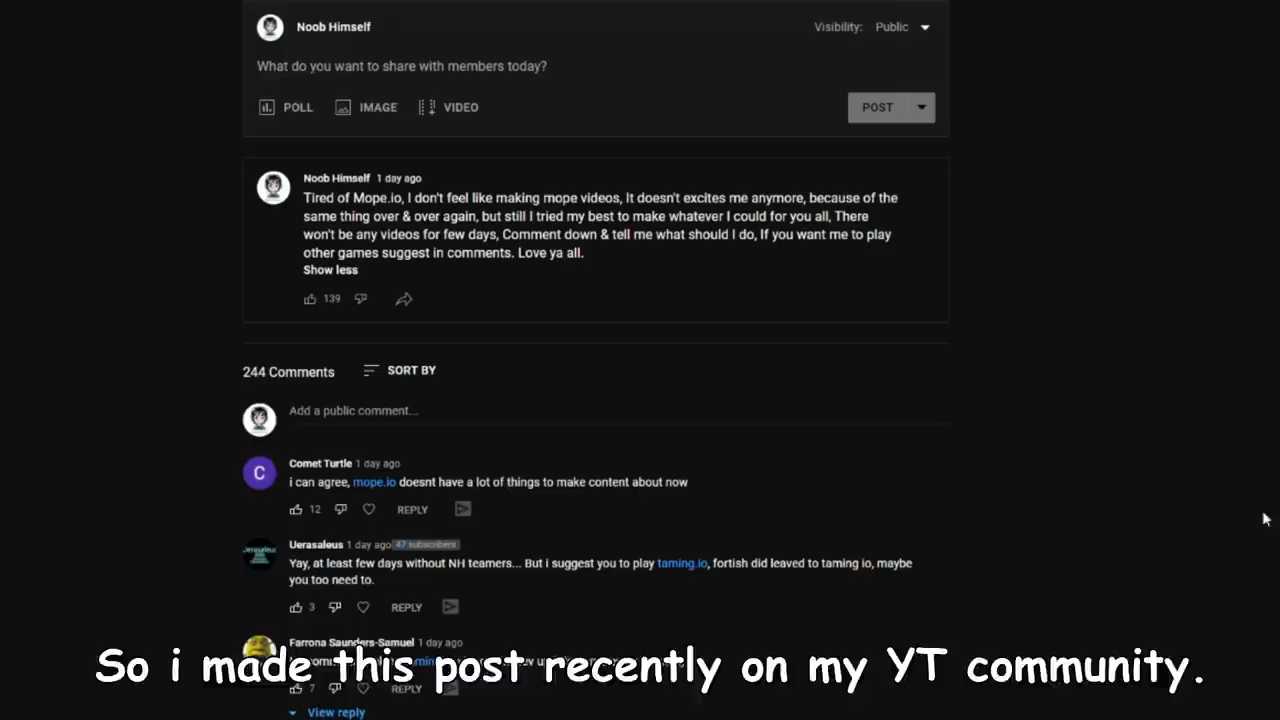 Noob Himself
Visibility: Public
What do you want to share with members today?
POLL IMAGE VIDEO
POST
Noob Himself 1 day ago
Tired of Mope.io, I don't feel like making mope videos, It doesn't excites me anymore, because of the
same thing over & over again, but still I tried my best to make whatever I could for you all, There
won't be any videos for few days, Comment down & tell me what should I do, If you want me to play
other games suggest in comments. Love ya all.
Show less
139
244 Comments SORT BY
Add a public comment...
C
Comet Turtle 1 day ago
i can agree, mope.io doesnt have a lot of things to make content about now
12 REPLY
Uerasaleus 1 day ago 47 subscribers
Yay, at least few days without NH teamers... But i suggest you to play taming.io, fortish did leaved to taming io, maybe
you too need to.
3 REPLY
Farrona Saunders-Samuel 1 day ago
So i made this post recently on my YT community.
7 REPLY
View reply